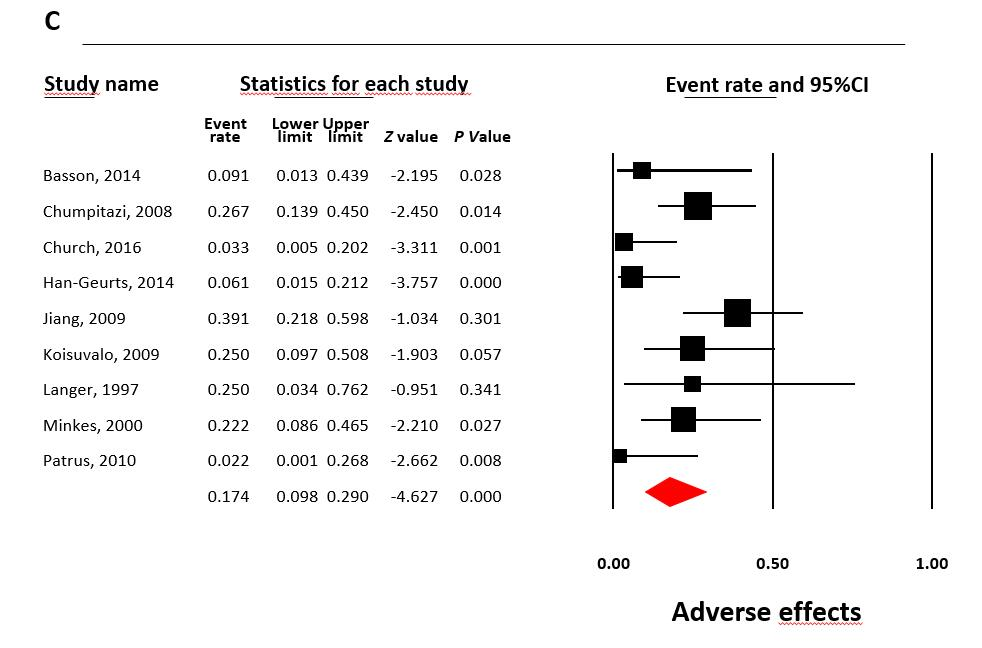 C
Study name Statistics for each study Event rate and 95%CI
Event rate Lower limit Upper limit Z value P Value
Basson, 2014 0.091 0.013 0.439 -2.195 0.028
Chumpitazi, 2008 0.267 0.139 0.450 -2.450 0.014
Church, 2016 0.033 0.005 0.202 -3.311 0.001
Han-Geurts, 2014 0.061 0.015 0.212 -3.757 0.000
Jiang, 2009 0.391 0.218 0.598 -1.034 0.301
Koisuvalo, 2009 0.250 0.097 0.508 -1.903 0.057
Langer, 1997 0.250 0.034 0.762 -0.951 0.341
Minkes, 2000 0.222 0.086 0.465 -2.210 0.027
Patrus, 2010 0.022 0.001 0.268 -2.662 0.008
0.174 0.098 0.290 -4.627 0.000
0.00 0.50 1.00
Adverse effects